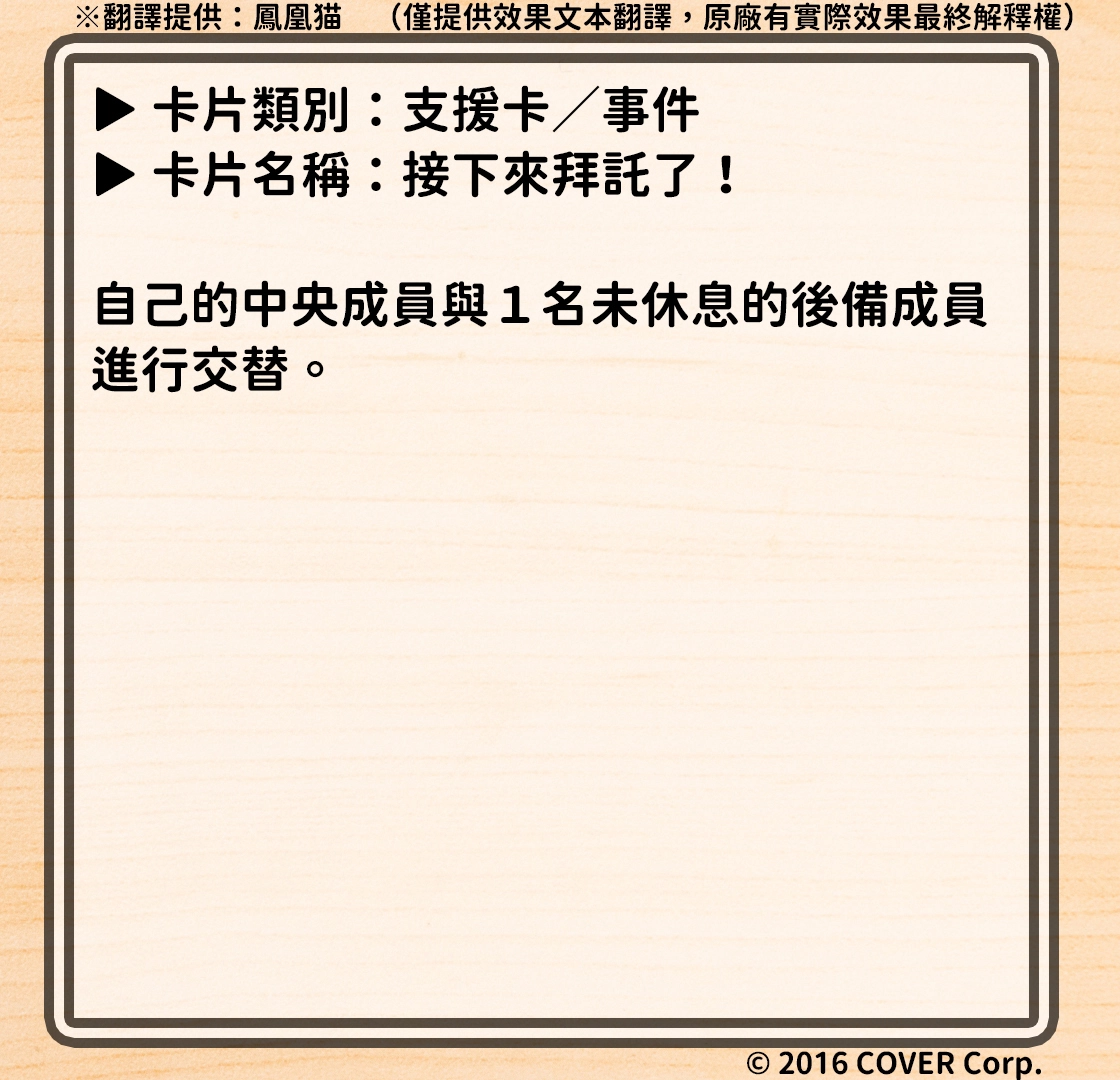 ※翻譯提供：鳳凰猫　（僅提供效果文本翻譯，原廠有實際效果最終解釋權）
▶ 卡片類別：支援卡／事件
▶ 卡片名稱：接下來拜託了！
自己的中央成員與１名未休息的後備成員
進行交替。
© 2016 COVER Corp.